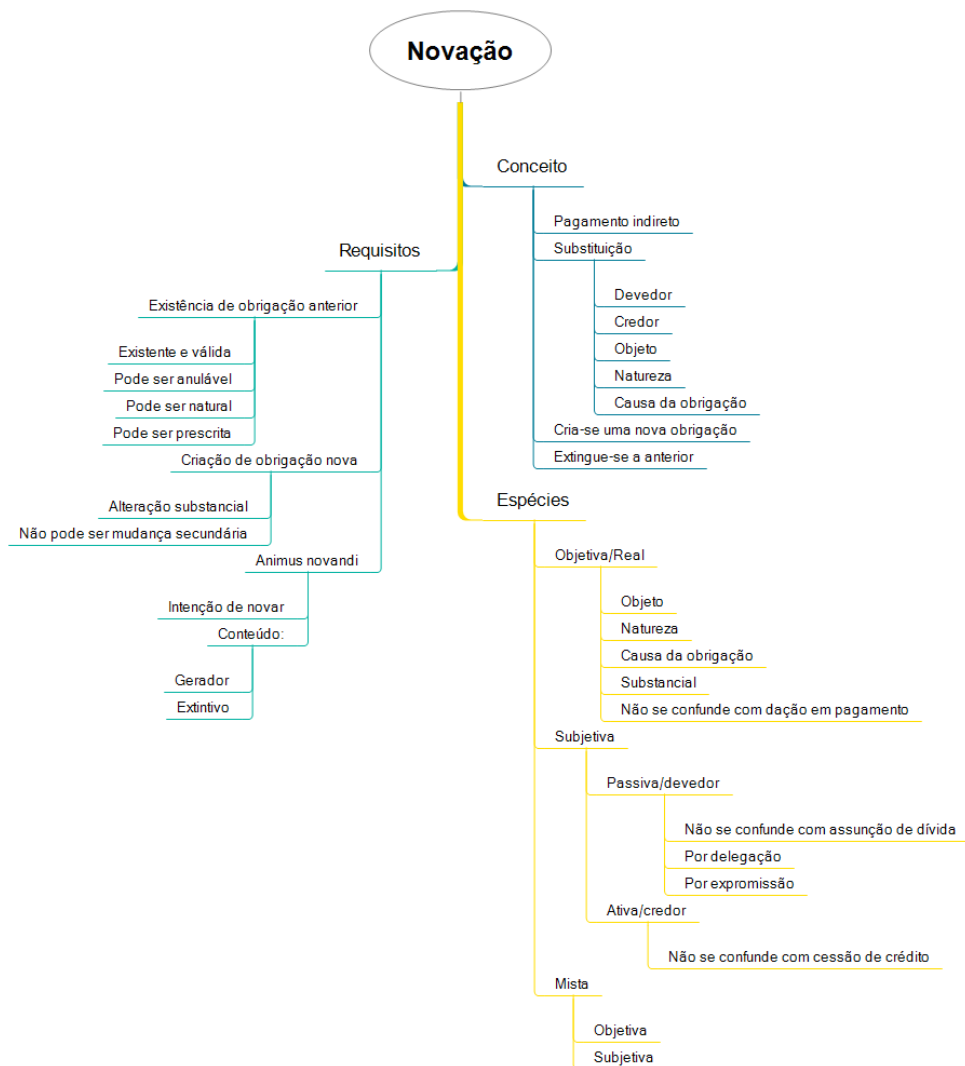 Novação
Conceito
Pagamento indireto
Substituição
Devedor
Credor
Objeto
Natureza
Causa da obrigação
Cria-se uma nova obrigação
Extingue-se a anterior
Requisitos
Existência de obrigação anterior
Existente e válida
Pode ser anulável
Pode ser natural
Pode ser prescrita
Criação de obrigação nova
Alteração substancial
Não pode ser mudança secundária
Animus novandi
Intenção de novar
Conteúdo:
Gerador
Extintivo
Espécies
Objetiva/Real
Objeto
Natureza
Causa da obrigação
Substancial
Não se confunde com dação em pagamento
Subjetiva
Passiva/devedor
Não se confunde com assunção de dívida
Por delegação
Por expromissão
Ativa/credor
Não se confunde com cessão de crédito
Mista
Objetiva
Subjetiva